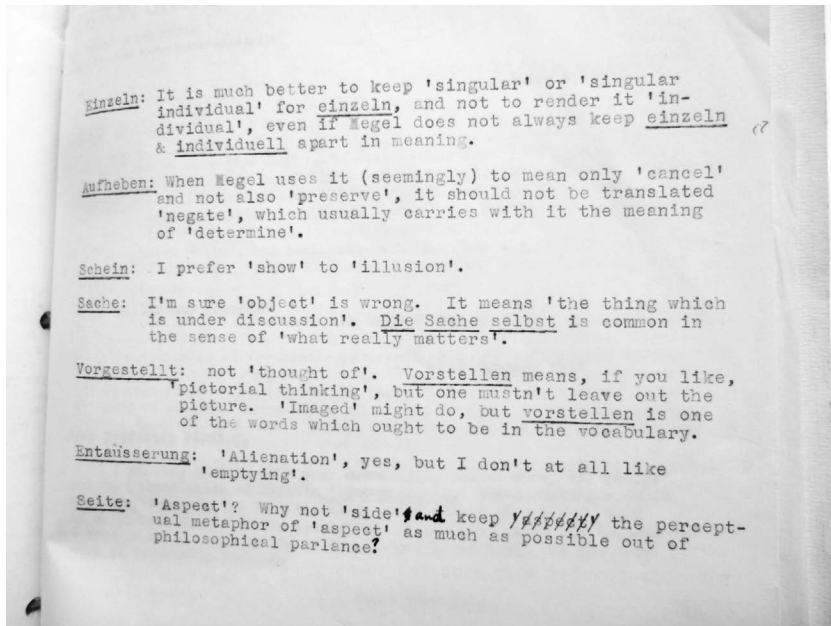 Einzeln: It is much better to keep 'singular' or 'singular
individual' for einzeln, and not to render it 'in-
dividual', even if Hegel does not always keep einzeln
& individuell apart in meaning.
Aufheben: When Hegel uses it (seemingly) to mean only 'cancel'
and not also 'preserve', it should not be translated
'negate', which usually carries with it the meaning
of 'determine'.
Schein: I prefer 'show' to 'illusion'.
Sache: I'm sure 'object' is wrong. It means 'the thing which
is under discussion'. Die Sache selbst is common in
the sense of 'what really matters'.
Vorgestellt: not 'thought of'. Vorstellen means, if you like,
'pictorial thinking', but one mustn't leave out the
picture. 'Imaged' might do, but vorstellen is one
of the words which ought to be in the vocabulary.
Entausserung: 'Alienation', yes, but I don't at all like
'emptying'.
Seite: 'Aspect'? Why not 'side' and keep the percept-
ual metaphor of 'aspect' as much as possible out of
philosophical parlance?